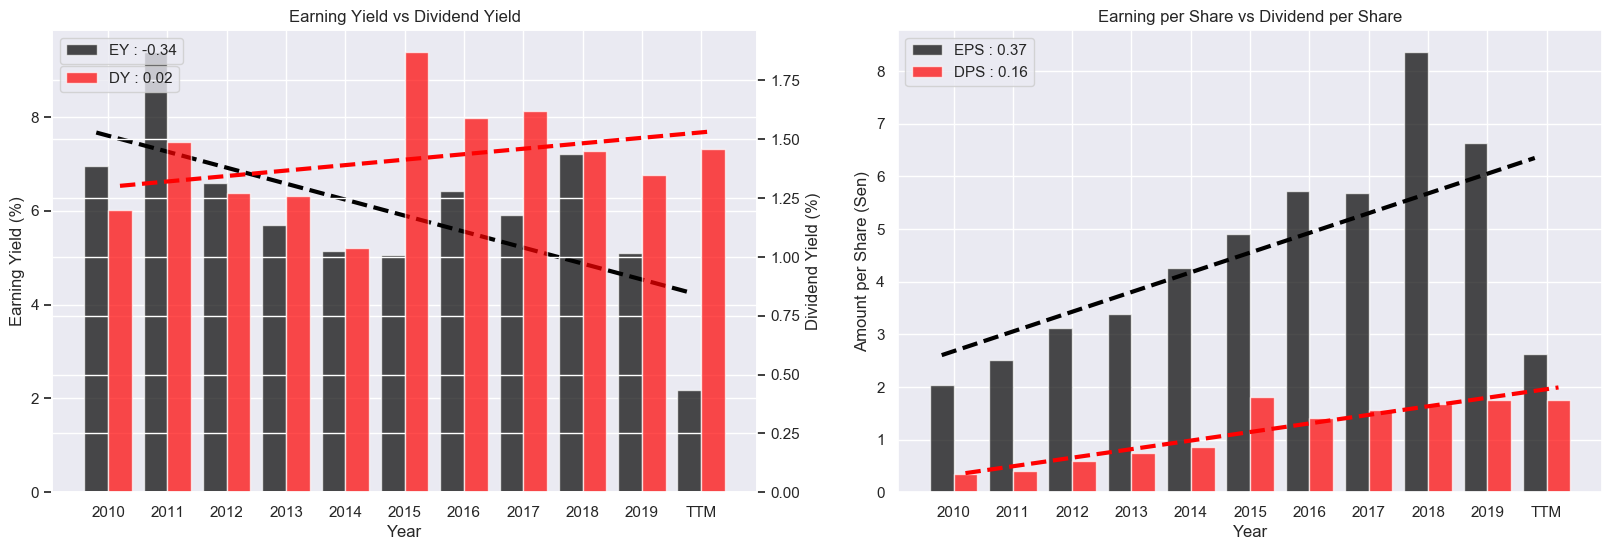 Earning Yield vs Dividend Yield
EY : -0.34
DY : 0.02
Earning Yield (%)
8
6
4
2
0
Dividend Yield (%)
1.75
1.50
1.25
1.00
0.75
0.50
0.25
0.00
2010 2011 2012 2013 2014 2015 2016 2017 2018 2019 TTM
Year
Earning per Share vs Dividend per Share
EPS : 0.37
DPS : 0.16
Amount per Share (Sen)
8
7
6
5
4
3
2
1
0
2010 2011 2012 2013 2014 2015 2016 2017 2018 2019 TTM
Year